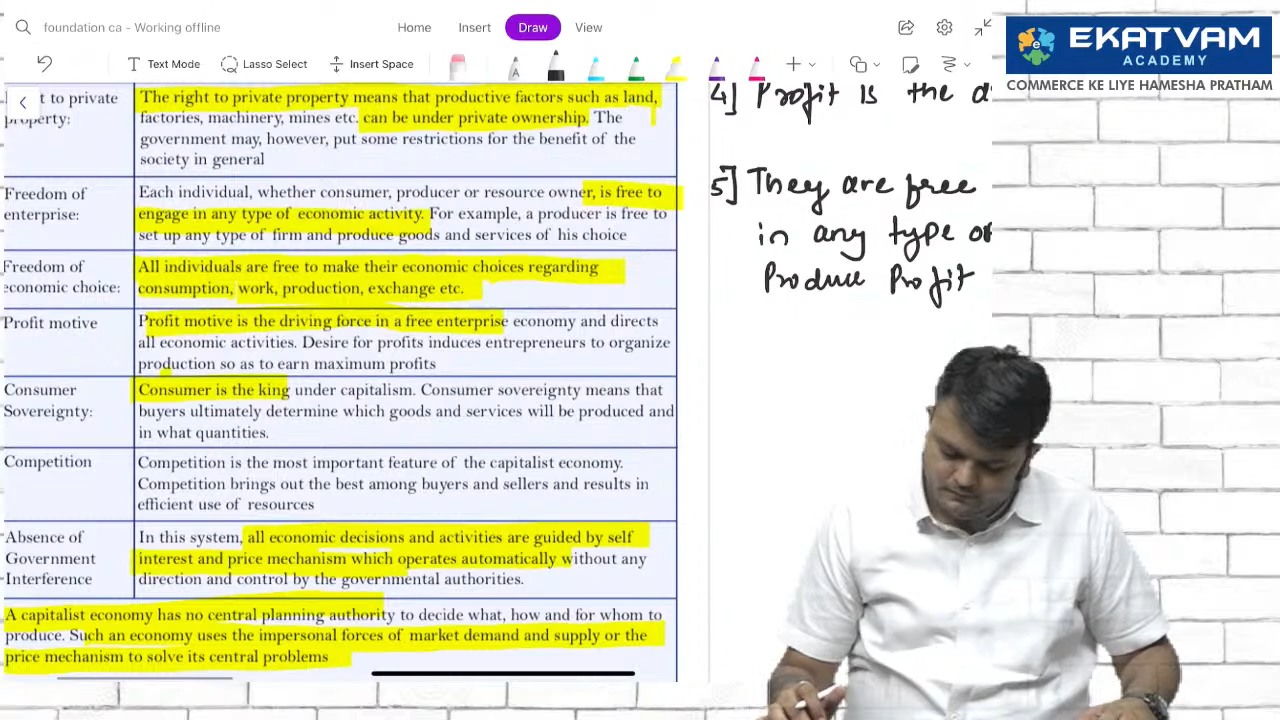 foundation ca - Working offline
Home
Insert
Draw
View
Text Mode
Lasso Select
Insert Space
EKATVAM
ACADEMY
COMMERCE KE LIYE HAMESHA PRATHAM
to private
property:
The right to private property means that productive factors such as land,
factories, machinery, mines etc. can be under private ownership. The
government may, however, put some restrictions for the benefit of the
society in general
Freedom of
enterprise:
Each individual, whether consumer, producer or resource owner, is free to
engage in any type of economic activity. For example, a producer is free to
set up any type of firm and produce goods and services of his choice
Freedom of
economic choice:
All individuals are free to make their economic choices regarding
consumption, work, production, exchange etc.
Profit motive
Profit motive is the driving force in a free enterprise economy and directs
all economic activities. Desire for profits induces entrepreneurs to organize
production so as to earn maximum profits
Consumer
Sovereignty:
Consumer is the king under capitalism. Consumer sovereignty means that
buyers ultimately determine which goods and services will be produced and
in what quantities.
Competition
Competition is the most important feature of the capitalist economy.
Competition brings out the best among buyers and sellers and results in
efficient use of resources
Absence of
Government
Interference
In this system, all economic decisions and activities are guided by self
interest and price mechanism which operates automatically without any
direction and control by the governmental authorities.
A capitalist economy has no central planning authority to decide what, how and for whom to
produce. Such an economy uses the impersonal forces of market demand and supply or the
price mechanism to solve its central problems
4] Profit is the
5] They are free
in any type
Produce Profit